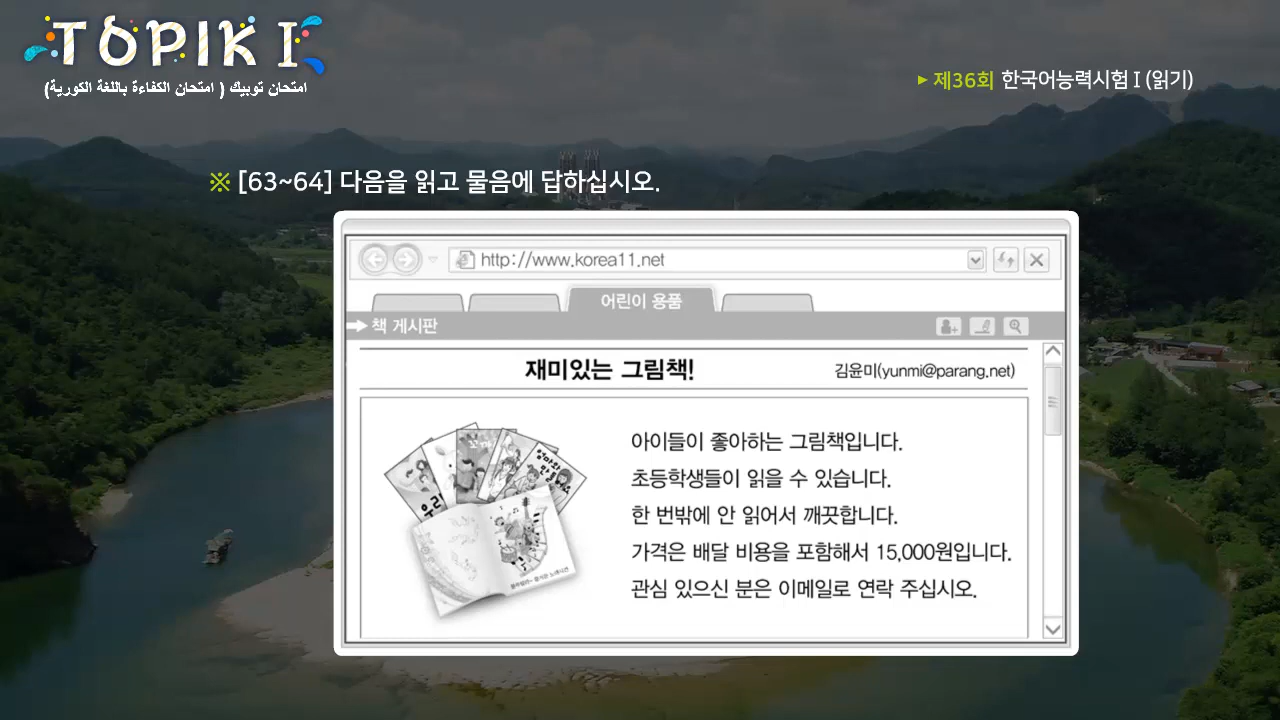 TOPIK I
امتحان توبيك ( امتحان الكفاءة باللغة الكورية)
▸ 제36회 한국어능력시험 I (읽기)
※ [63~64] 다음을 읽고 물음에 답하십시오.
http://www.korea11.net
어린이 용품
책 게시판
재미있는 그림책!
김윤미(yunmi@parang.net)
아이들이 좋아하는 그림책입니다.
초등학생들이 읽을 수 있습니다.
한 번밖에 안 읽어서 깨끗합니다.
가격은 배달 비용을 포함해서 15,000원입니다.
관심 있으신 분은 이메일로 연락 주십시오.
엄마와
우리